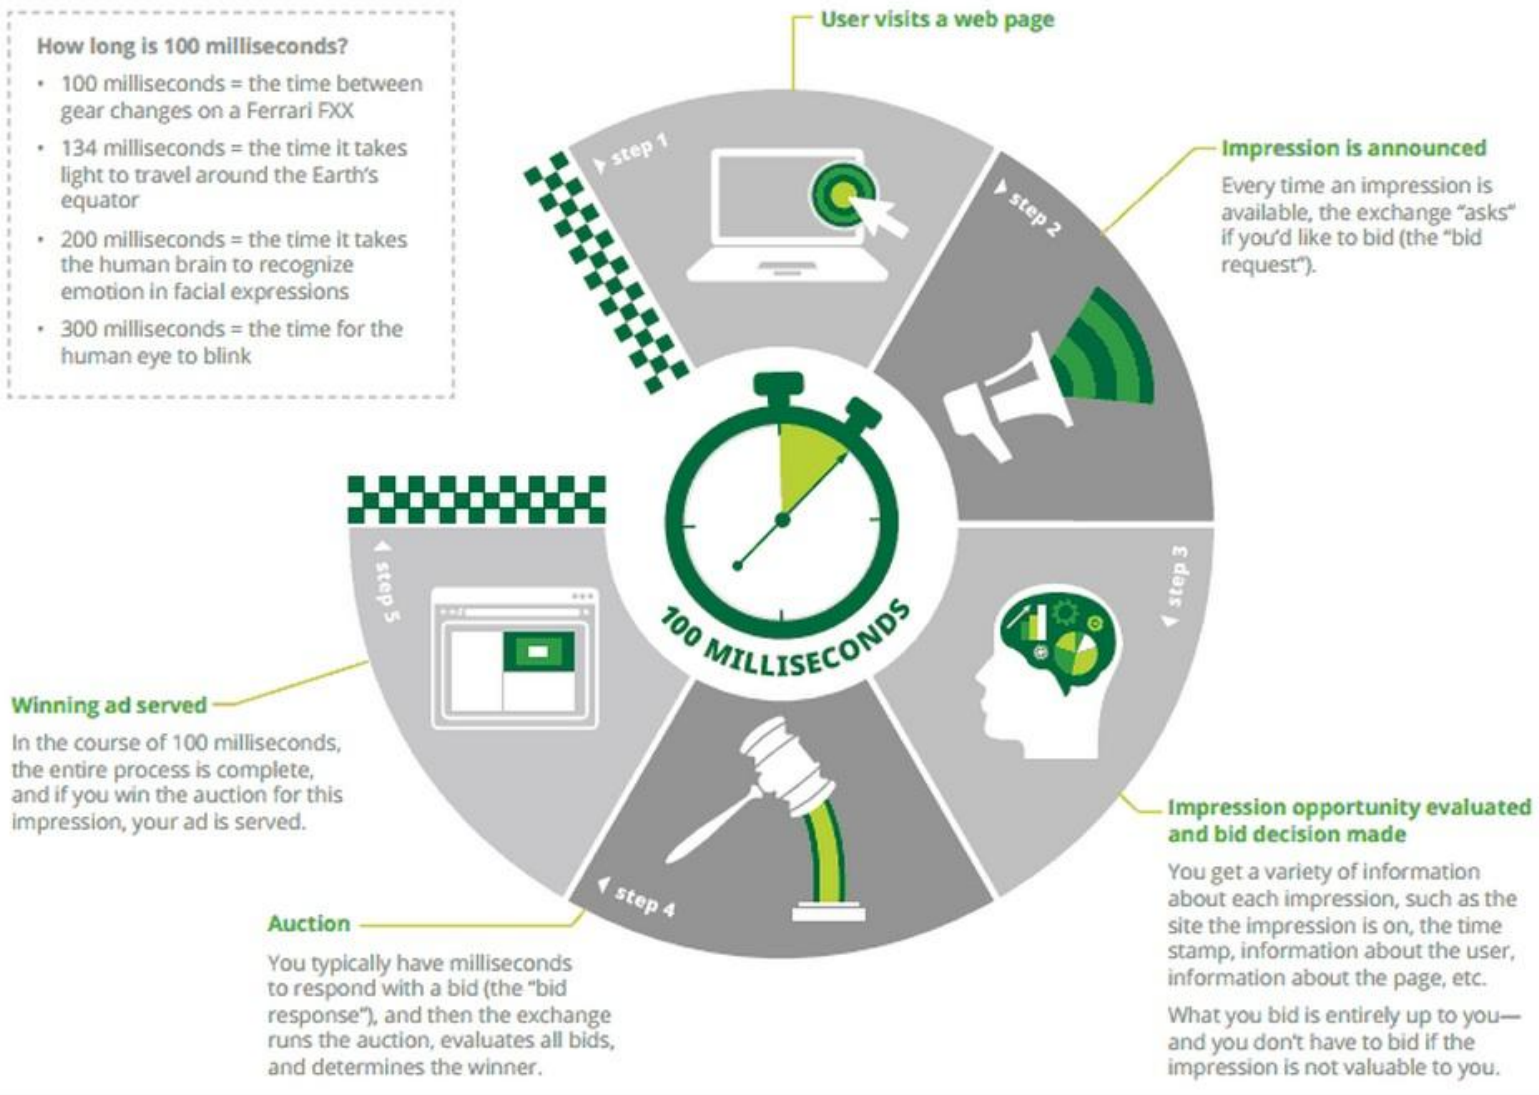 How long is 100 milliseconds?
• 100 milliseconds = the time between
gear changes on a Ferrari FXX
• 134 milliseconds = the time it takes
light to travel around the Earth's
equator
• 200 milliseconds = the time it takes
the human brain to recognize
emotion in facial expressions
• 300 milliseconds = the time for the
human eye to blink
User visits a web page
step 1
Impression is announced
Every time an impression is
available, the exchange “asks”
if you'd like to bid (the “bid
request”).
step 2
step 3
Impression opportunity evaluated
and bid decision made
You get a variety of information
about each impression, such as the
site the impression is on, the time
stamp, information about the user,
information about the page, etc.
What you bid is entirely up to you—
and you don't have to bid if the
impression is not valuable to you.
step 4
Auction
You typically have milliseconds
to respond with a bid (the “bid
response”), and then the exchange
runs the auction, evaluates all bids,
and determines the winner.
step 5
Winning ad served
In the course of 100 milliseconds,
the entire process is complete,
and if you win the auction for this
impression, your ad is served.
100 MILLISECONDS